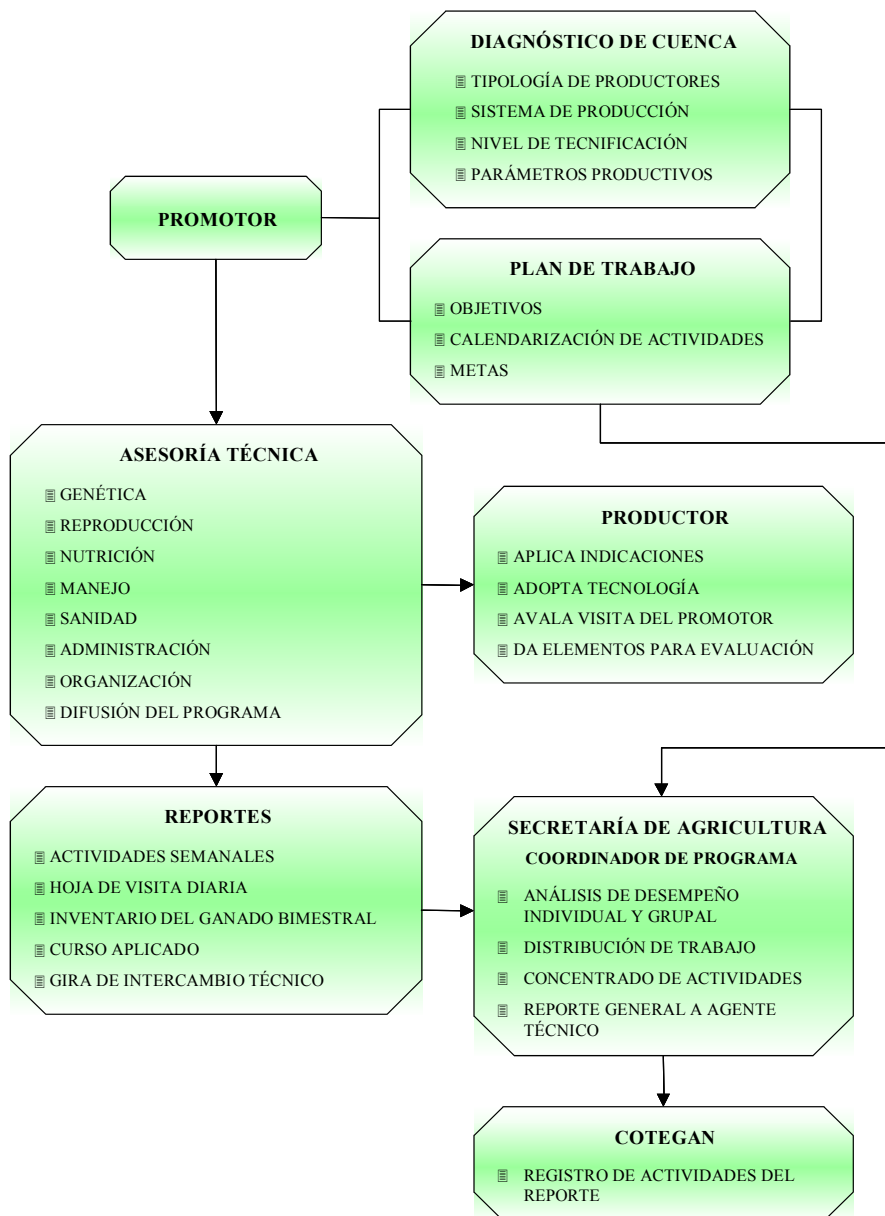 DIAGNÓSTICO DE CUENCA
TIPOLOGÍA DE PRODUCTORES
SISTEMA DE PRODUCCIÓN
NIVEL DE TECNIFICACIÓN
PARÁMETROS PRODUCTIVOS
PROMOTOR
PLAN DE TRABAJO
OBJETIVOS
CALENDARIZACIÓN DE ACTIVIDADES
METAS
ASESORÍA TÉCNICA
GENÉTICA
REPRODUCCIÓN
NUTRICIÓN
MANEJO
SANIDAD
ADMINISTRACIÓN
ORGANIZACIÓN
DIFUSIÓN DEL PROGRAMA
PRODUCTOR
APLICA INDICACIONES
ADOPTA TECNOLOGÍA
AVALA VISITA DEL PROMOTOR
DA ELEMENTOS PARA EVALUACIÓN
REPORTES
ACTIVIDADES SEMANALES
HOJA DE VISITA DIARIA
INVENTARIO DEL GANADO BIMESTRAL
CURSO APLICADO
GIRA DE INTERCAMBIO TÉCNICO
SECRETARÍA DE AGRICULTURA
COORDINADOR DE PROGRAMA
ANÁLISIS DE DESEMPEÑO
INDIVIDUAL Y GRUPAL
DISTRIBUCIÓN DE TRABAJO
CONCENTRADO DE ACTIVIDADES
REPORTE GENERAL A AGENTE
TÉCNICO
COTEGAN
REGISTRO DE ACTIVIDADES DEL
REPORTE